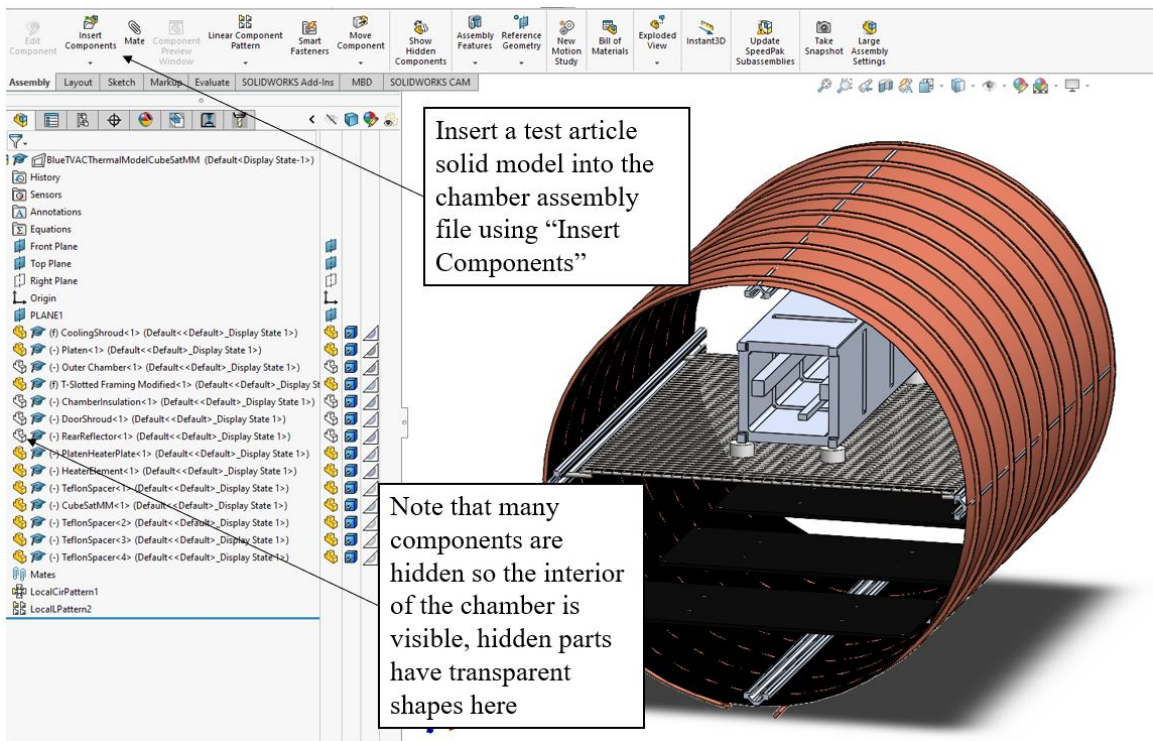 Edit Component
Insert Components
Mate
Component Preview Window
Linear Component Pattern
Smart Fasteners
Move Component
Show Hidden Components
Assembly Features
Reference Geometry
New Motion Study
Bill of Materials
Exploded View
Instant3D
Update SpeedPak Subassemblies
Take Snapshot
Large Assembly Settings
Assembly Layout Sketch Markup Evaluate SOLIDWORKS Add-Ins MBD SOLIDWORKS CAM
BlueTVACThermalModelCubeSatMM (Default<Display State-1>)
History
Sensors
Annotations
Equations
Front Plane
Top Plane
Right Plane
Origin
PLANE1
(f) CoolingShroud<1> (Default<<Default>_Display State 1>)
(-) Platen<1> (Default<<Default>_Display State 1>)
(-) Outer Chamber<1> (Default<<Default>_Display State 1>)
(f) T-Slotted Framing Modified<1> (Default<<Default>_Display St
(-) ChamberInsulation<1> (Default<<Default>_Display State 1>)
(-) DoorShroud<1> (Default<<Default>_Display State 1>)
(-) RearReflector<1> (Default<<Default>_Display State 1>)
(-) PlatenHeaterPlate<1> (Default<<Default>_Display State 1>)
(-) HeaterElement<1> (Default<<Default>_Display State 1>)
(-) TeflonSpacer<1> (Default<<Default>_Display State 1>)
(-) CubeSatMM<1> (Default<<Default>_Display State 1>)
(-) TeflonSpacer<2> (Default<<Default>_Display State 1>)
(-) TeflonSpacer<3> (Default<<Default>_Display State 1>)
(-) TeflonSpacer<4> (Default<<Default>_Display State 1>)
Mates
LocalCirPattern1
LocalLPattern2
Insert a test article
solid model into the
chamber assembly
file using “Insert
Components”
Note that many
components are
hidden so the interior
of the chamber is
visible, hidden parts
have transparent
shapes here